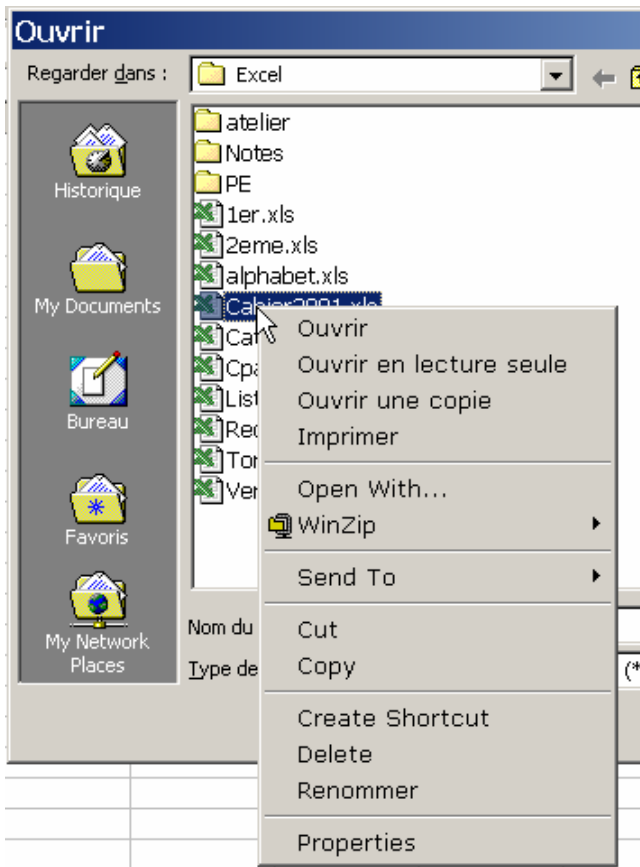 Ouvrir
Regarder dans :
Excel
Historique
My Documents
Bureau
Favoris
My Network
Places
atelier
Notes
PE
1er.xls
2eme.xls
alphabet.xls
Cahier2001.xls
Ouvrir
Ouvrir en lecture seule
Ouvrir une copie
Imprimer
Open With...
WinZip
Send To
Cut
Copy
Create Shortcut
Delete
Renommer
Properties
Nom du
Type de
(*